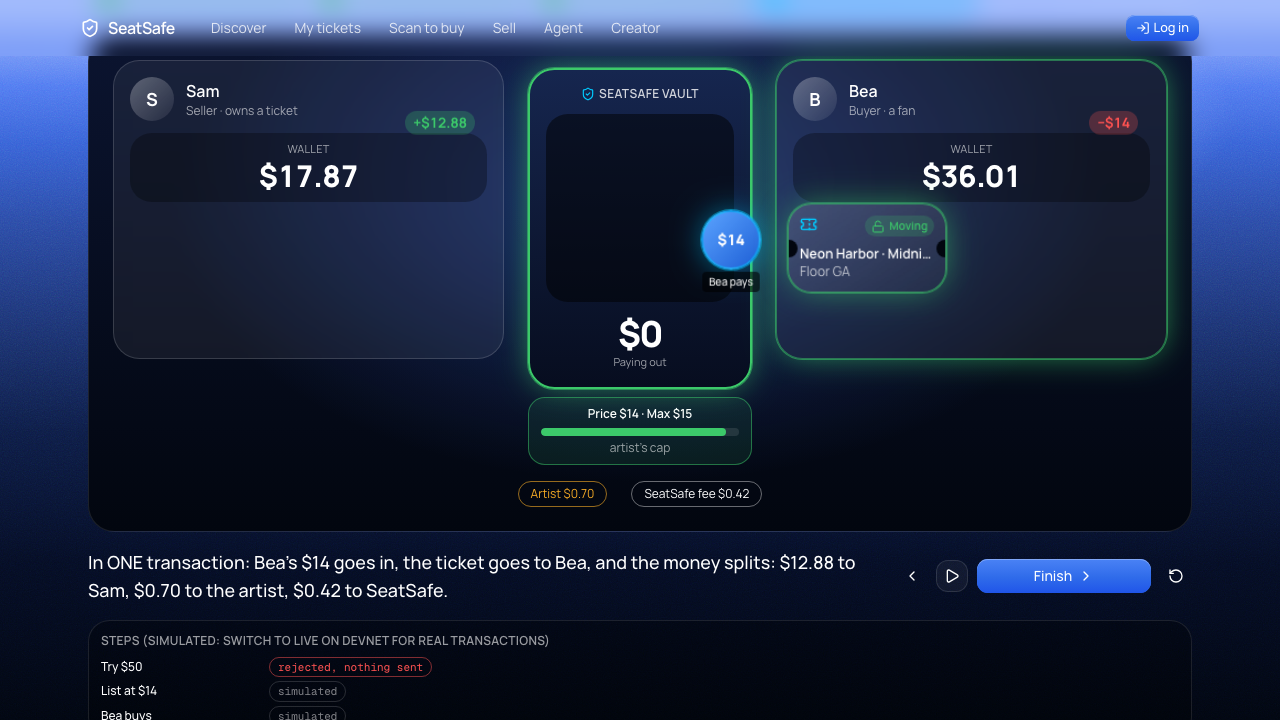 SeatSafe
Discover
My tickets
Scan to buy
Sell
Agent
Creator
Log in
S
Sam
Seller · owns a ticket
+$12.88
WALLET
$17.87
SEATSAFE VAULT
$14
Bea pays
$0
Paying out
Price $14 · Max $15
artist's cap
B
Bea
Buyer · a fan
−$14
WALLET
$36.01
Moving
Neon Harbor · Midni...
Floor GA
Artist $0.70
SeatSafe fee $0.42
In ONE transaction: Bea's $14 goes in, the ticket goes to Bea, and the money splits: $12.88 to
Sam, $0.70 to the artist, $0.42 to SeatSafe.
Finish
STEPS (SIMULATED: SWITCH TO LIVE ON DEVNET FOR REAL TRANSACTIONS)
Try $50
rejected, nothing sent
List at $14
simulated
Bea buys
simulated